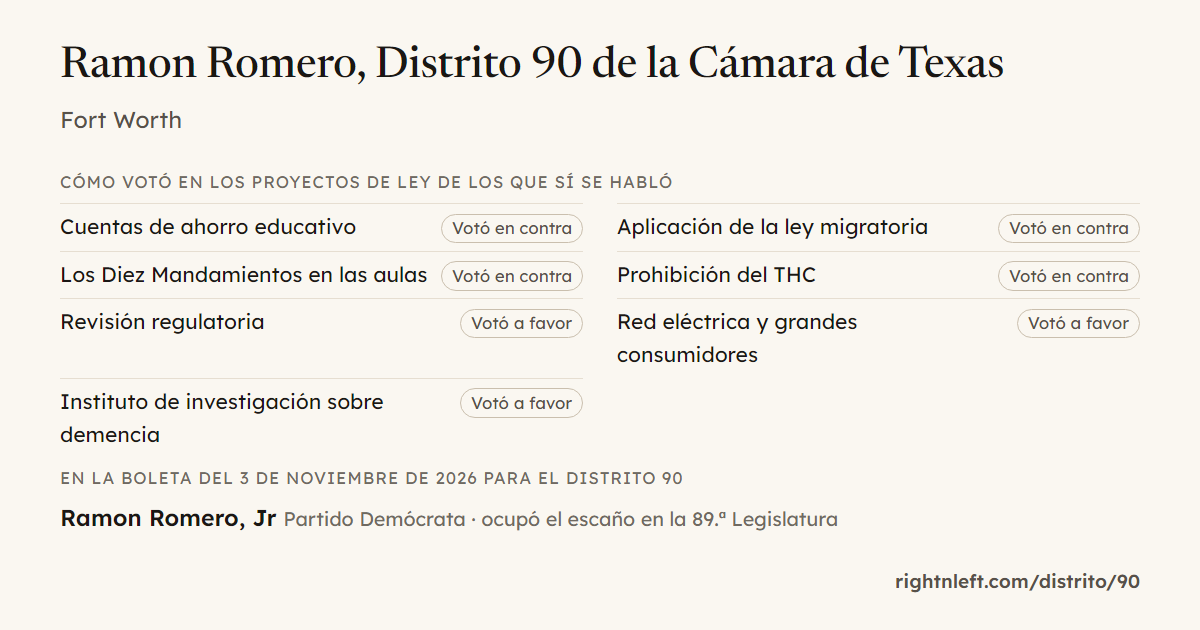 Ramon Romero, Distrito 90 de la Cámara de Texas
Fort Worth
CÓMO VOTÓ EN LOS PROYECTOS DE LEY DE LOS QUE SÍ SE HABLÓ
Cuentas de ahorro educativo Votó en contra
Aplicación de la ley migratoria Votó en contra
Los Diez Mandamientos en las aulas Votó en contra
Prohibición del THC Votó en contra
Revisión regulatoria Votó a favor
Red eléctrica y grandes Votó a favor
consumidores
Instituto de investigación sobre Votó a favor
demencia
EN LA BOLETA DEL 3 DE NOVIEMBRE DE 2026 PARA EL DISTRITO 90
Ramon Romero, Jr Partido Demócrata · ocupó el escaño en la 89.ª Legislatura
rightnleft.com/distrito/90